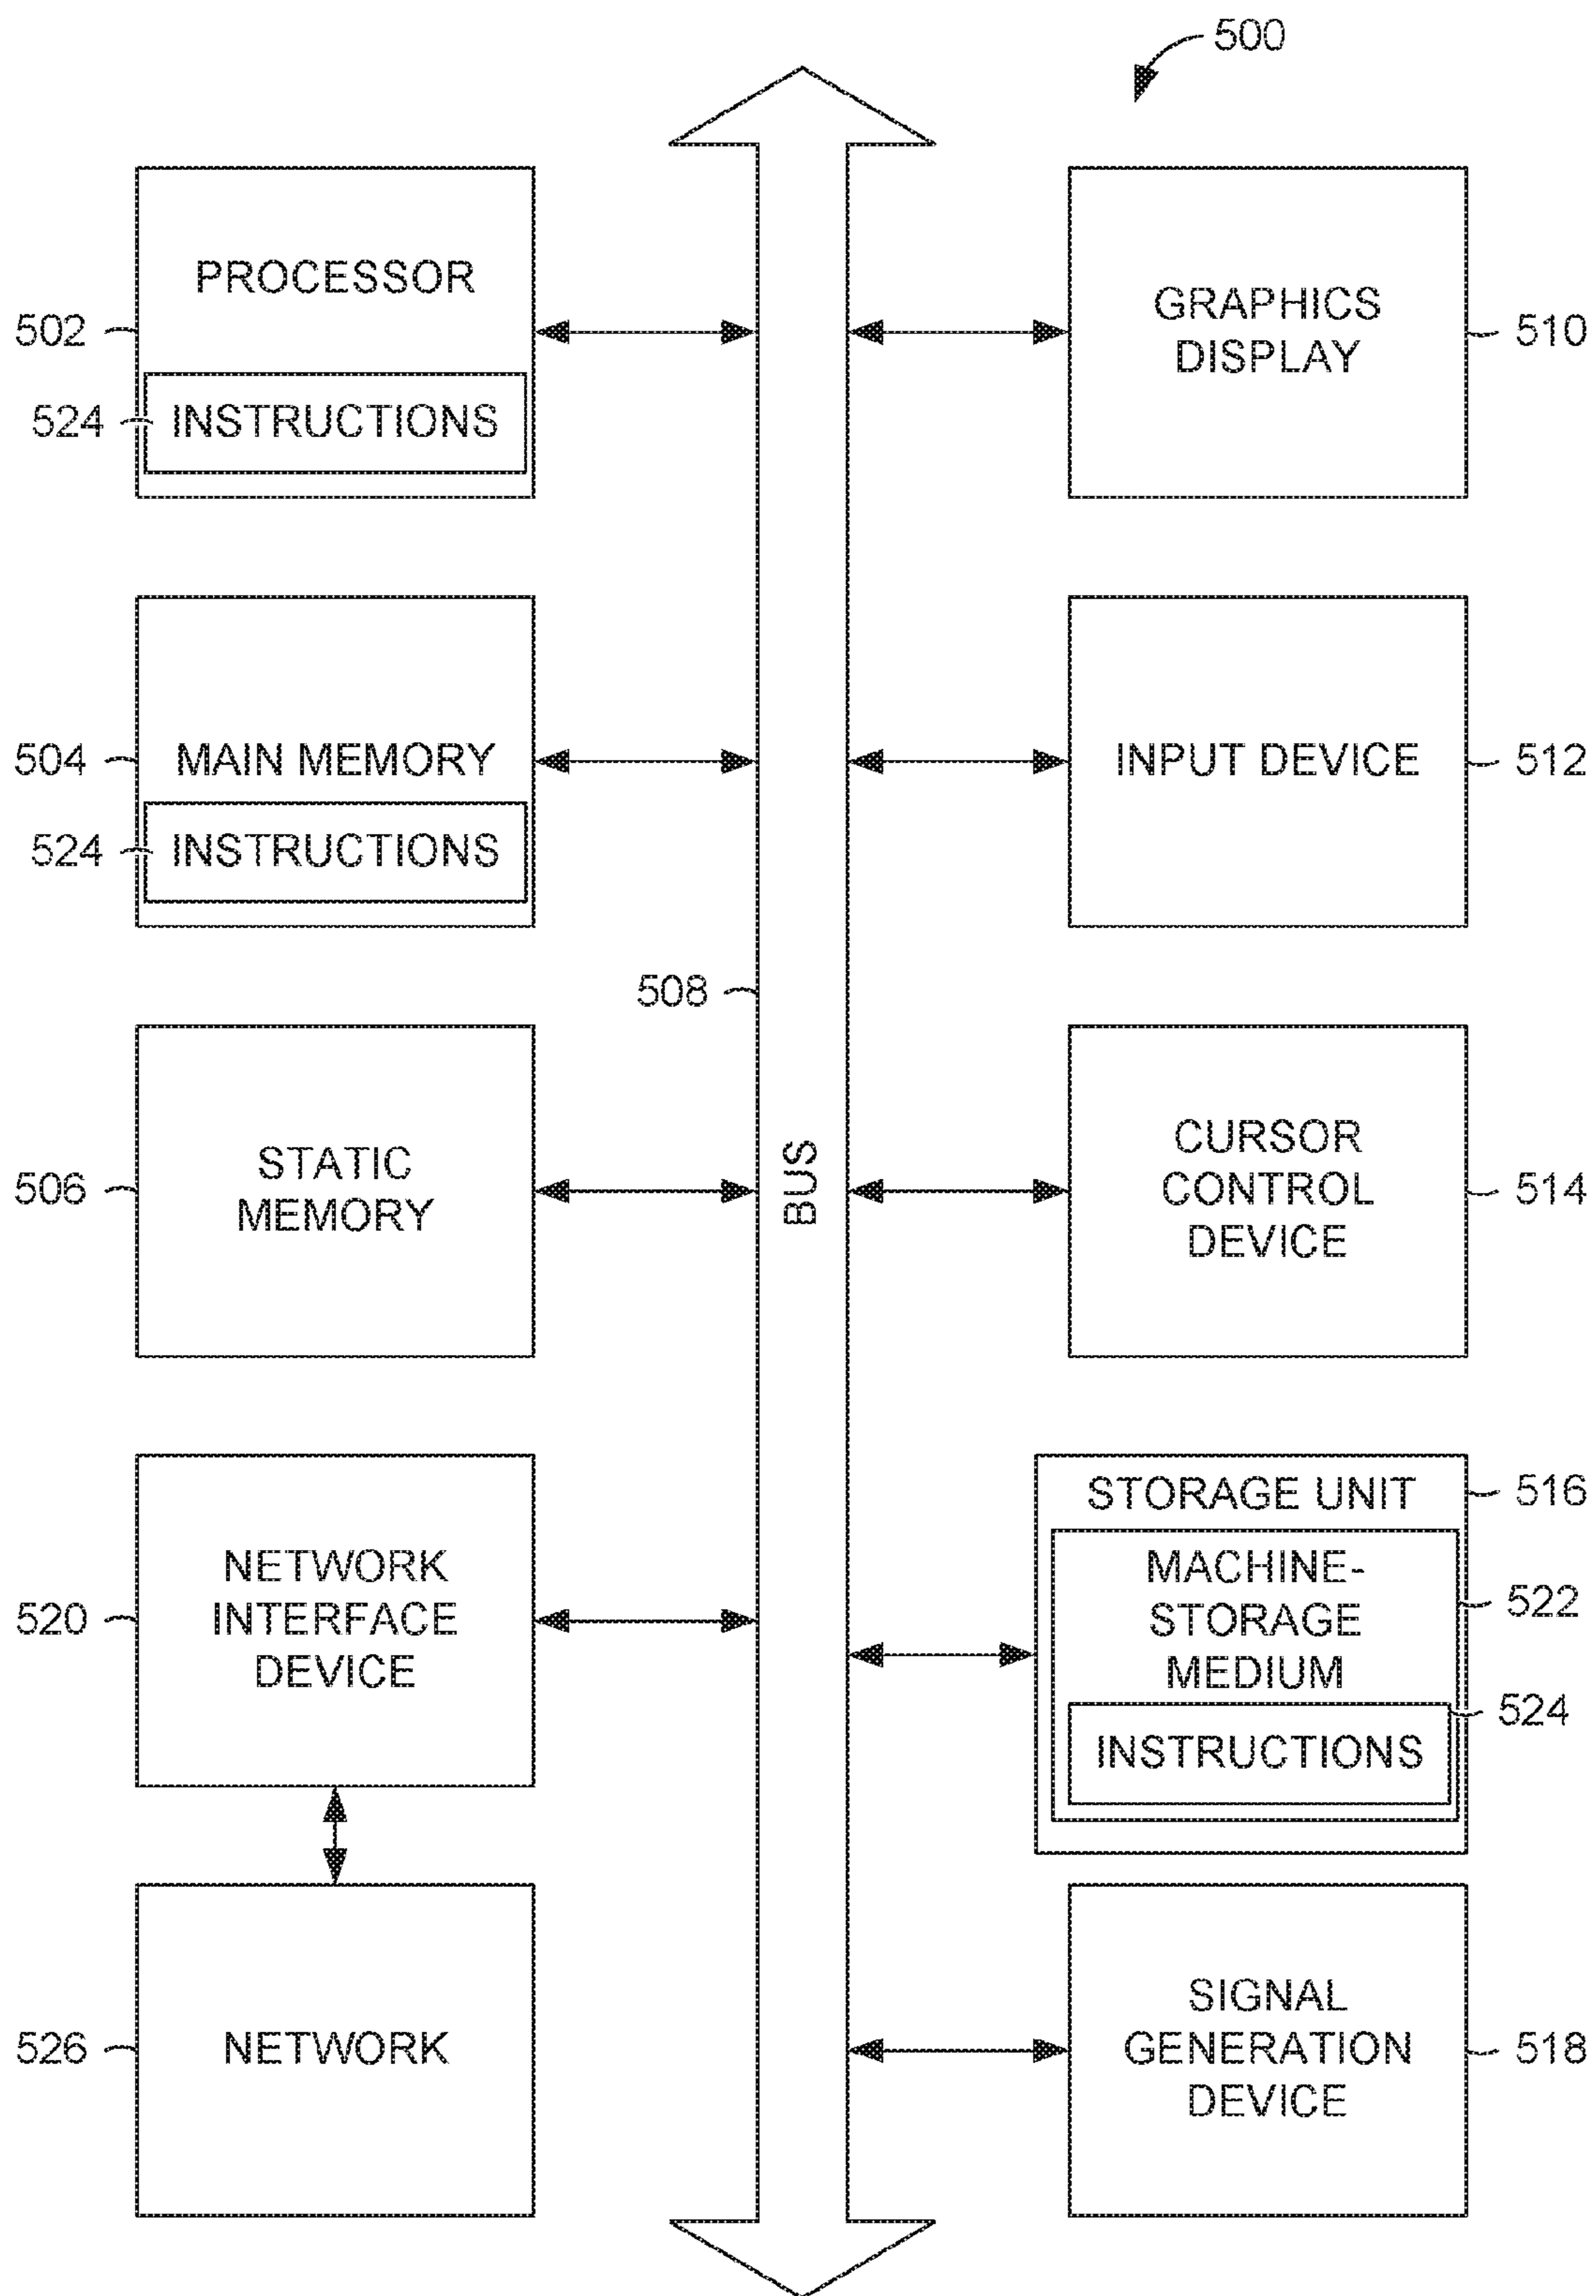 500
PROCESSOR
502
524
INSTRUCTIONS
GRAPHICS
DISPLAY
510
504
MAIN MEMORY
524
INSTRUCTIONS
INPUT DEVICE
512
508
BUS
506
STATIC
MEMORY
CURSOR
CONTROL
DEVICE
514
520
NETWORK
INTERFACE
DEVICE
STORAGE UNIT
516
MACHINE-
STORAGE
MEDIUM
522
524
INSTRUCTIONS
526
NETWORK
SIGNAL
GENERATION
DEVICE
518